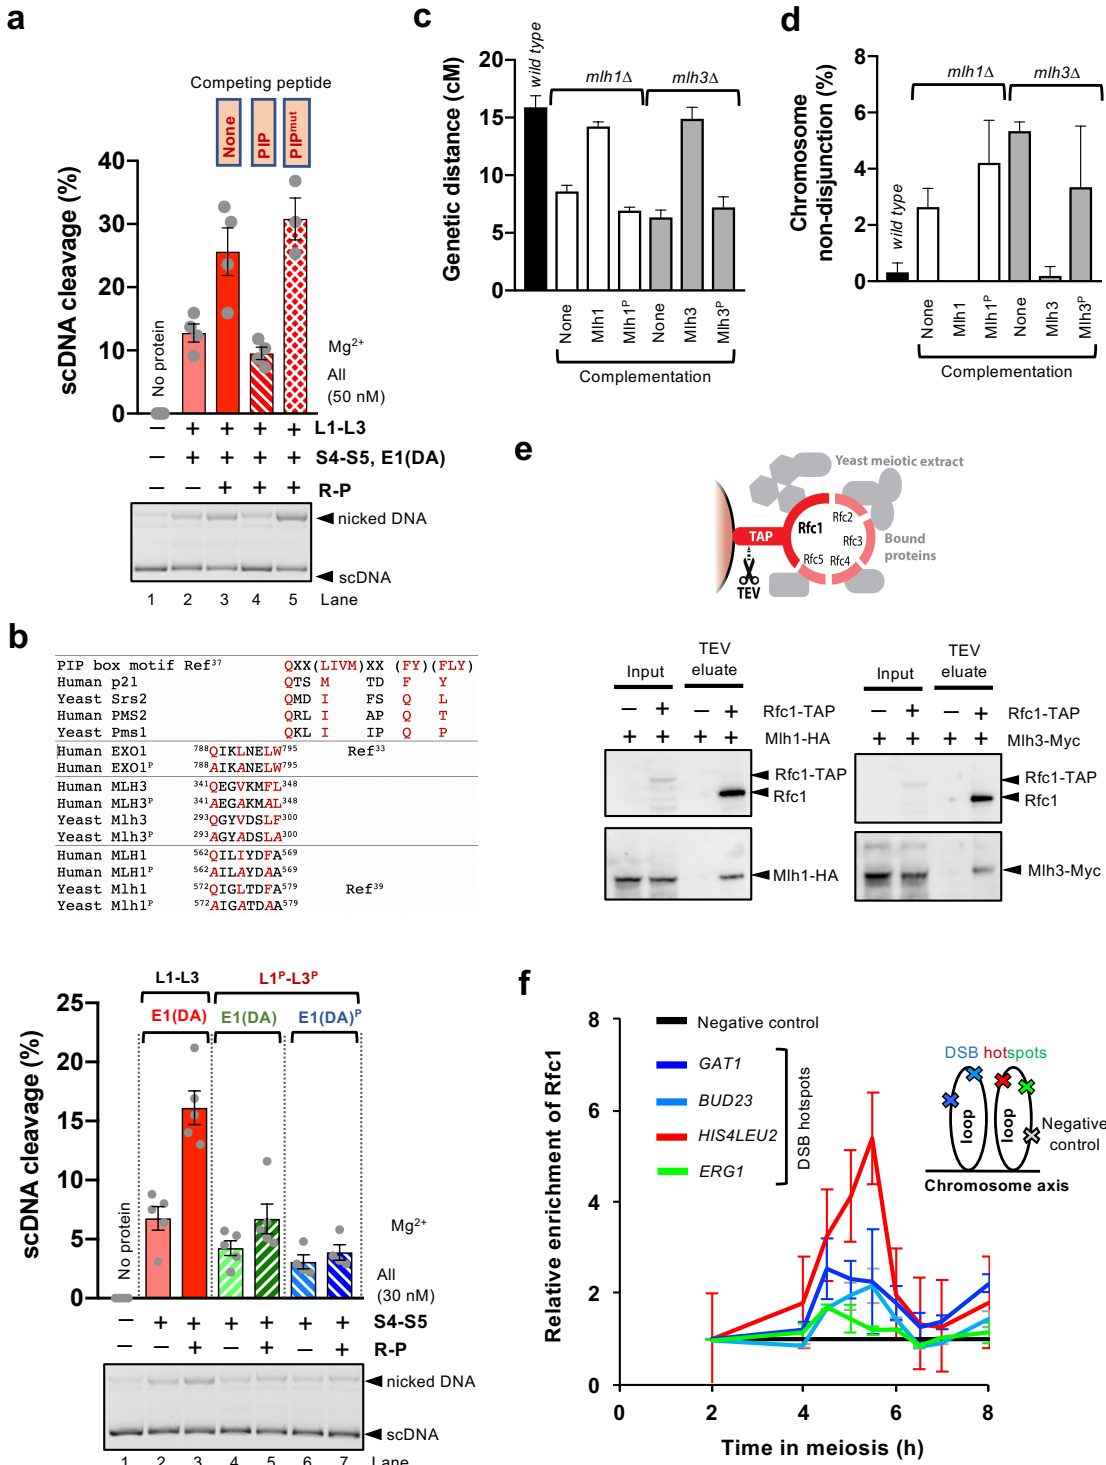 a
Competing peptide
None
PIP
PIPᵐᵘᵗ
40
30
20
10
0
scDNA cleavage (%)
No protein
Mg²⁺
All
(50 nM)
– + + + + L1-L3
– + + + + S4-S5, E1(DA)
+ + + R-P
nicked DNA
scDNA
1 2 3 4 5 Lane
b
PIP box motif Ref³⁷ QXX(LIVM)XX (FY)(FLY)
Human p21 QTS M TD F Y
Yeast Srs2 QMD I FS Q L
Human PMS2 QRL I AP Q T
Yeast Pms1 QKL I IP Q P
Human EXO1 ⁷⁸⁸QIKLNELW⁷⁹⁵ Ref³³
Human EXO1ᴾ ⁷⁸⁸AIKANELW⁷⁹⁵
Human MLH3 ³⁴¹QEGVKMFL³⁴⁸
Human MLH3ᴾ ³⁴¹AEGAKMAL³⁴⁸
Yeast Mlh3 ²⁹³QGYVDSLF³⁰⁰
Yeast Mlh3ᴾ ²⁹³AGYADSLA³⁰⁰
Human MLH1 ⁵⁶²QILIYDFA⁵⁶⁹
Human MLH1ᴾ ⁵⁶²AILAYDAA⁵⁶⁹
Yeast Mlh1 ⁵⁷²QIGLTDFA⁵⁷⁹ Ref³⁹
Yeast Mlh1ᴾ ⁵⁷²AIGATDAA⁵⁷⁹
L1-L3 L1ᴾ-L3ᴾ
E1(DA) E1(DA) E1(DA)ᴾ
25
20
15
10
5
0
scDNA cleavage (%)
No protein
Mg²⁺
All
(30 nM)
– + + + + + + S4-S5
– – + – + – + R-P
nicked DNA
scDNA
1 2 3 4 5 6 7 Lane
c
wild type
mlh1Δ mlh3Δ
20
15
10
5
0
Genetic distance (cM)
None
Mlh1
Mlh1ᴾ
None
Mlh3
Mlh3ᴾ
Complementation
d
mlh1Δ mlh3Δ
8
6
4
2
0
Chromosome
non-disjunction (%)
wild type
None
Mlh1
Mlh1ᴾ
None
Mlh3
Mlh3ᴾ
Complementation
e
Yeast meiotic extract
TAP
Rfc1
Rfc2
Rfc3
Rfc4
Rfc5
Bound
proteins
TEV
Input TEV
eluate
– + – + Rfc1-TAP
+ + + + Mlh1-HA
Rfc1-TAP
Rfc1
Mlh1-HA
Input TEV
eluate
– + – + Rfc1-TAP
+ + + + Mlh3-Myc
Rfc1-TAP
Rfc1
Mlh3-Myc
f
8
6
4
2
0
Relative enrichment of Rfc1
Negative control
GAT1
BUD23
HIS4LEU2
ERG1
DSB hotspots
DSB hotspots
loop
loop
Negative
control
Chromosome axis
0 2 4 6 8
Time in meiosis (h)